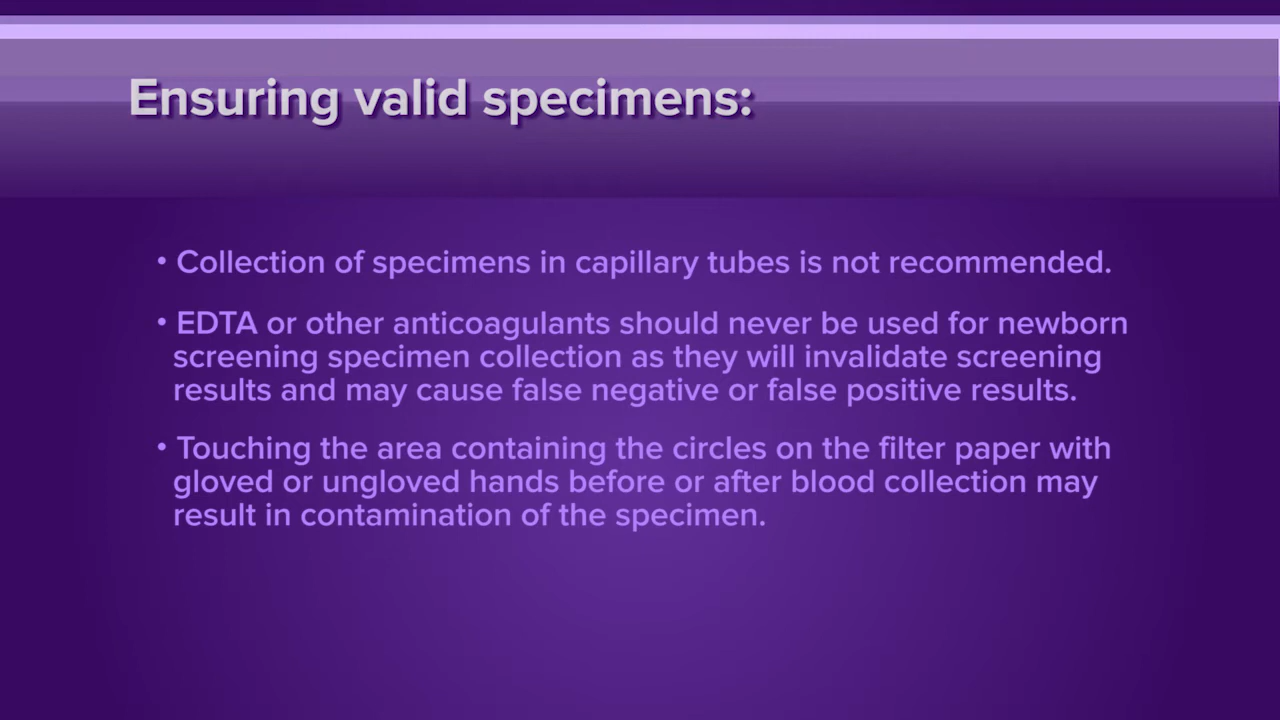 Ensuring valid specimens:
• Collection of specimens in capillary tubes is not recommended.
• EDTA or other anticoagulants should never be used for newborn
screening specimen collection as they will invalidate screening
results and may cause false negative or false positive results.
• Touching the area containing the circles on the filter paper with
gloved or ungloved hands before or after blood collection may
result in contamination of the specimen.